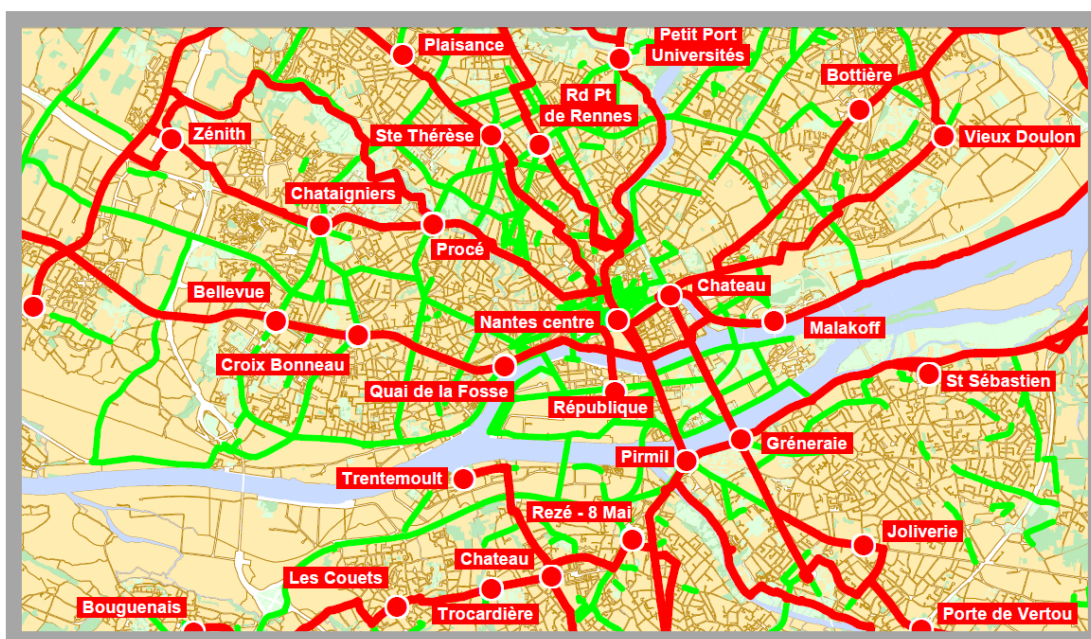 Plaisance
Petit Port
Universités
Bottière
Rd Pt
de Rennes
Zénith
Ste Thérèse
Vieux Doulon
Chataigniers
Procé
Bellevue
Chateau
Nantes centre
Malakoff
Croix Bonneau
Quai de la Fosse
République
St Sébastien
Gréneraie
Pirmil
Trentemoult
Rezé - 8 Mai
Joliverie
Chateau
Les Couets
Trocardière
Bouguenais
Porte de Vertou